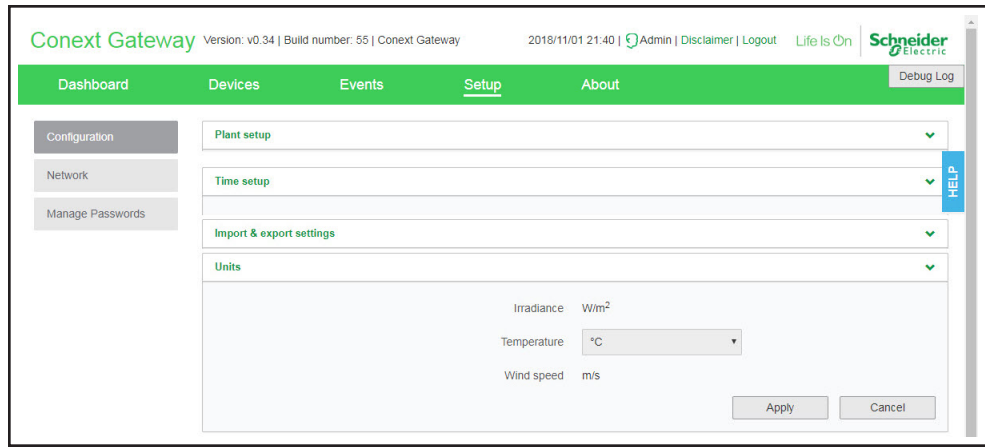 Conext Gateway Version: v0.34 | Build number: 55 | Conext Gateway 2018/11/01 21:40 | Admin | Disclaimer | Logout Life Is On Schneider Electric
Debug Log
Dashboard Devices Events Setup About
Configuration
Network
Manage Passwords
Plant setup
Time setup
HELP
Import & export settings
Units
Irradiance W/m²
Temperature °C
Wind speed m/s
Apply Cancel